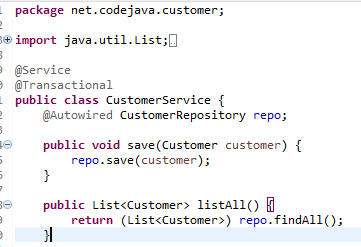 package net.codejava.customer;
import java.util.List;
@Service
@Transactional
public class CustomerService {
@Autowired CustomerRepository repo;
public void save(Customer customer) {
repo.save(customer);
}
public List<Customer> listAll() {
return (List<Customer>) repo.findAll();
}